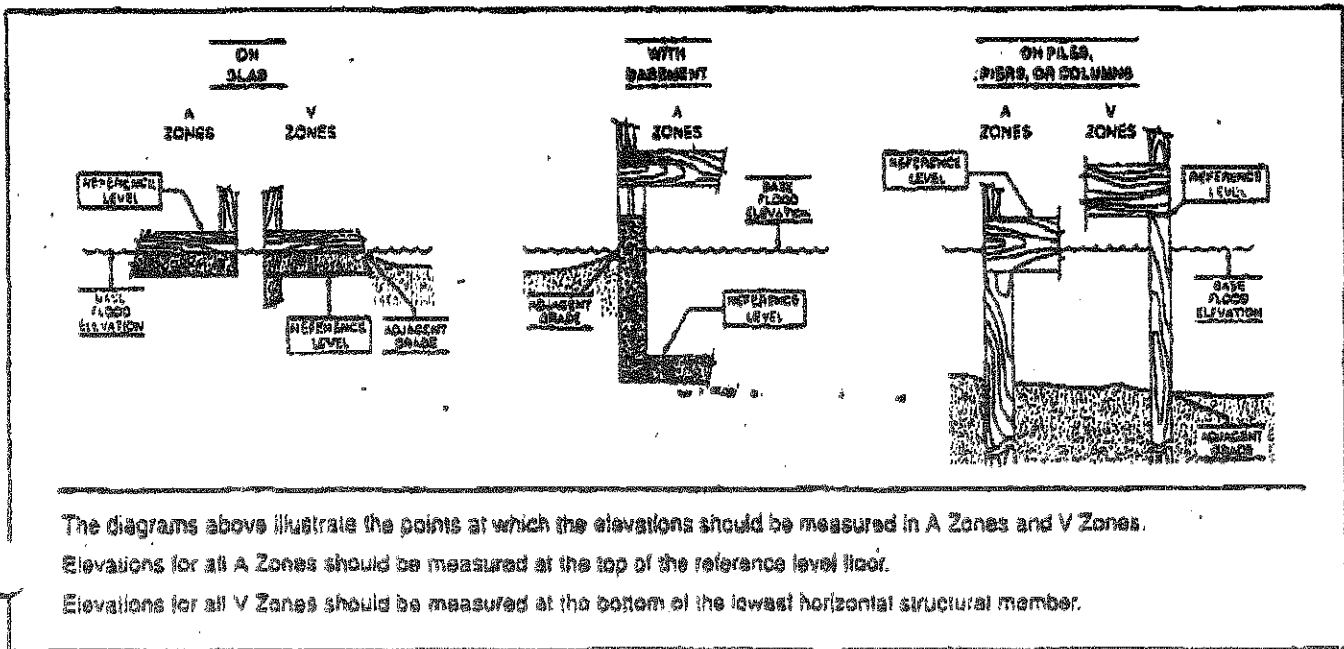 ON
SLAB
A
ZONES
V
ZONES
REFERENCE
LEVEL
BASE
FLOOD
ELEVATION
REFERENCE
LEVEL
ADJACENT
GRADE
WITH
BASEMENT
A
ZONES
BASE
FLOOD
ELEVATION
ADJACENT
GRADE
REFERENCE
LEVEL
ON PILES,
PIERS, OR COLUMNS
A
ZONES
V
ZONES
REFERENCE
LEVEL
REFERENCE
LEVEL
BASE
FLOOD
ELEVATION
ADJACENT
GRADE
The diagrams above illustrate the points at which the elevations should be measured in A Zones and V Zones.
Elevations for all A Zones should be measured at the top of the reference level floor.
Elevations for all V Zones should be measured at the bottom of the lowest horizontal structural member.